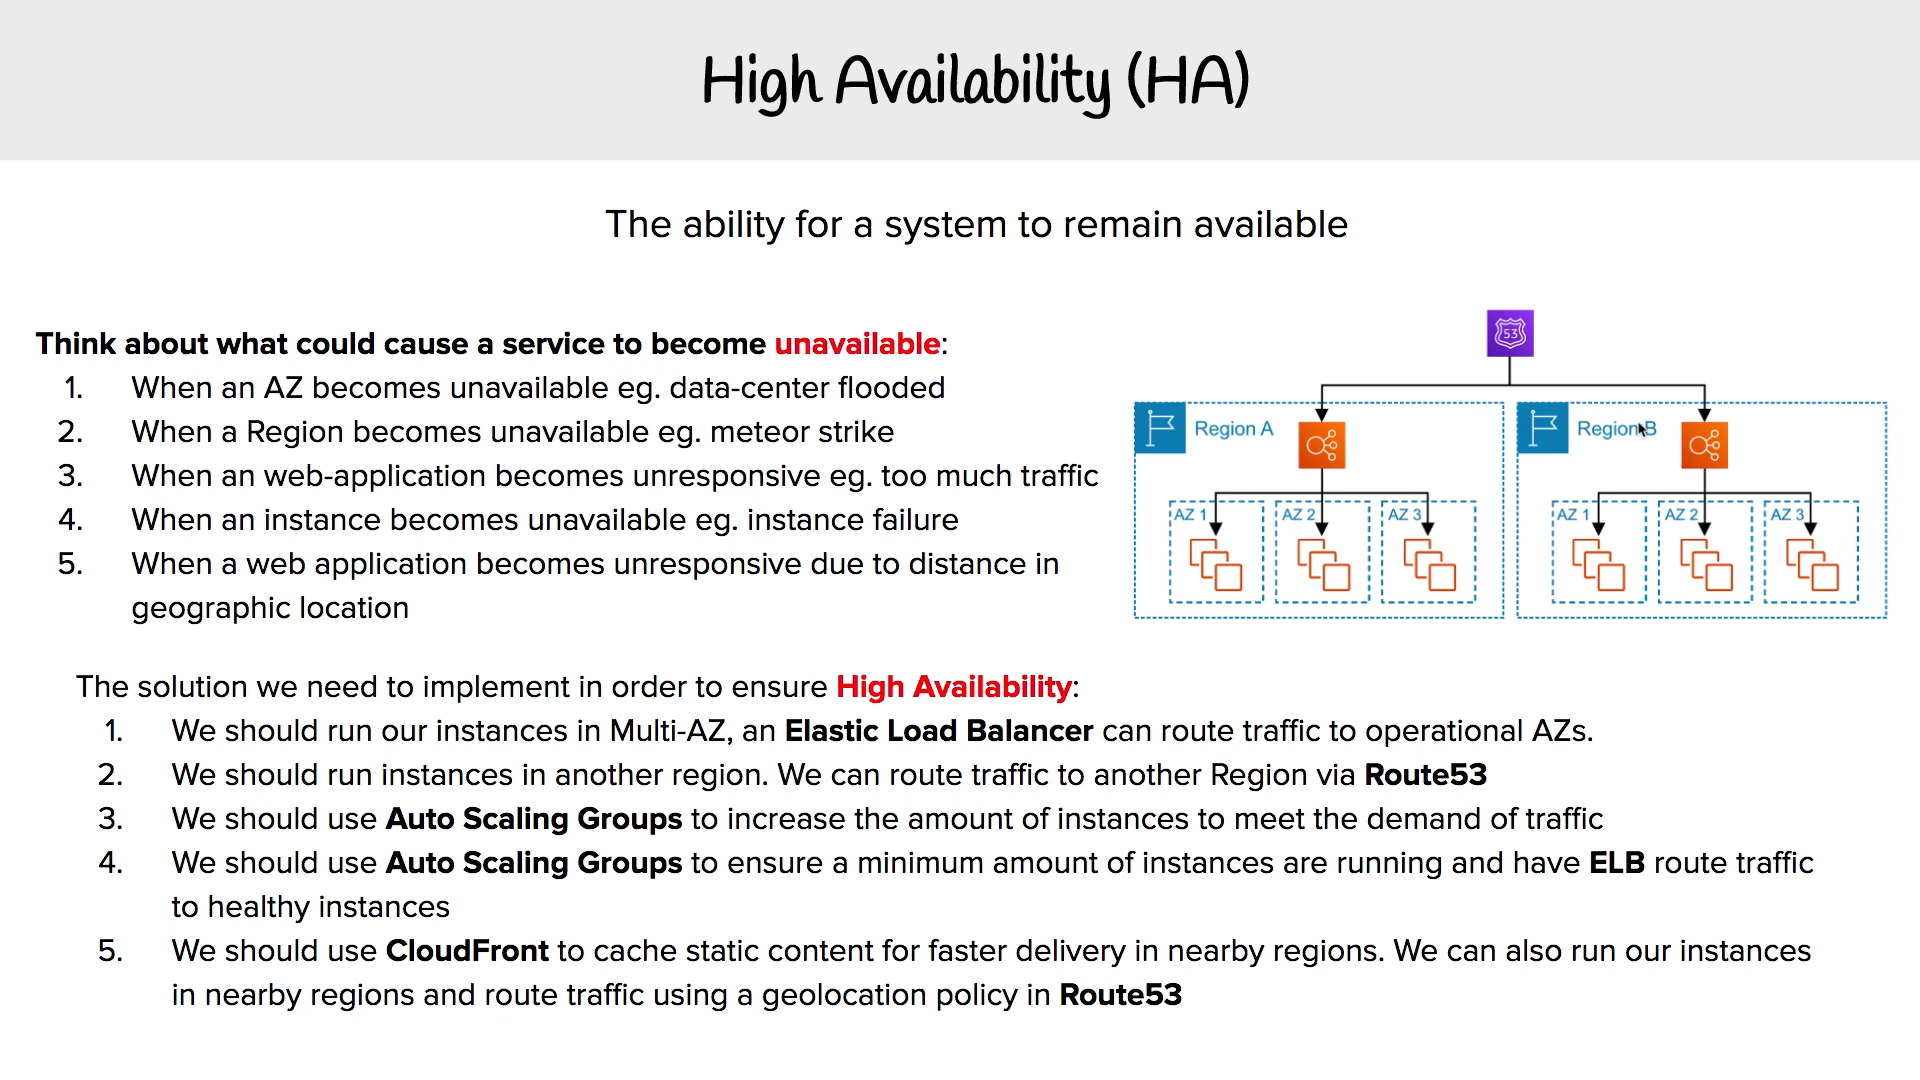 High Availability (HA)
The ability for a system to remain available
Think about what could cause a service to become unavailable:
1. When an AZ becomes unavailable eg. data-center flooded
2. When a Region becomes unavailable eg. meteor strike
3. When an web-application becomes unresponsive eg. too much traffic
4. When an instance becomes unavailable eg. instance failure
5. When a web application becomes unresponsive due to distance in
geographic location
53
Region A
Region B
AZ 1
AZ 2
AZ 3
AZ 1
AZ 2
AZ 3
The solution we need to implement in order to ensure High Availability:
1. We should run our instances in Multi-AZ, an Elastic Load Balancer can route traffic to operational AZs.
2. We should run instances in another region. We can route traffic to another Region via Route53
3. We should use Auto Scaling Groups to increase the amount of instances to meet the demand of traffic
4. We should use Auto Scaling Groups to ensure a minimum amount of instances are running and have ELB route traffic
to healthy instances
5. We should use CloudFront to cache static content for faster delivery in nearby regions. We can also run our instances
in nearby regions and route traffic using a geolocation policy in Route53